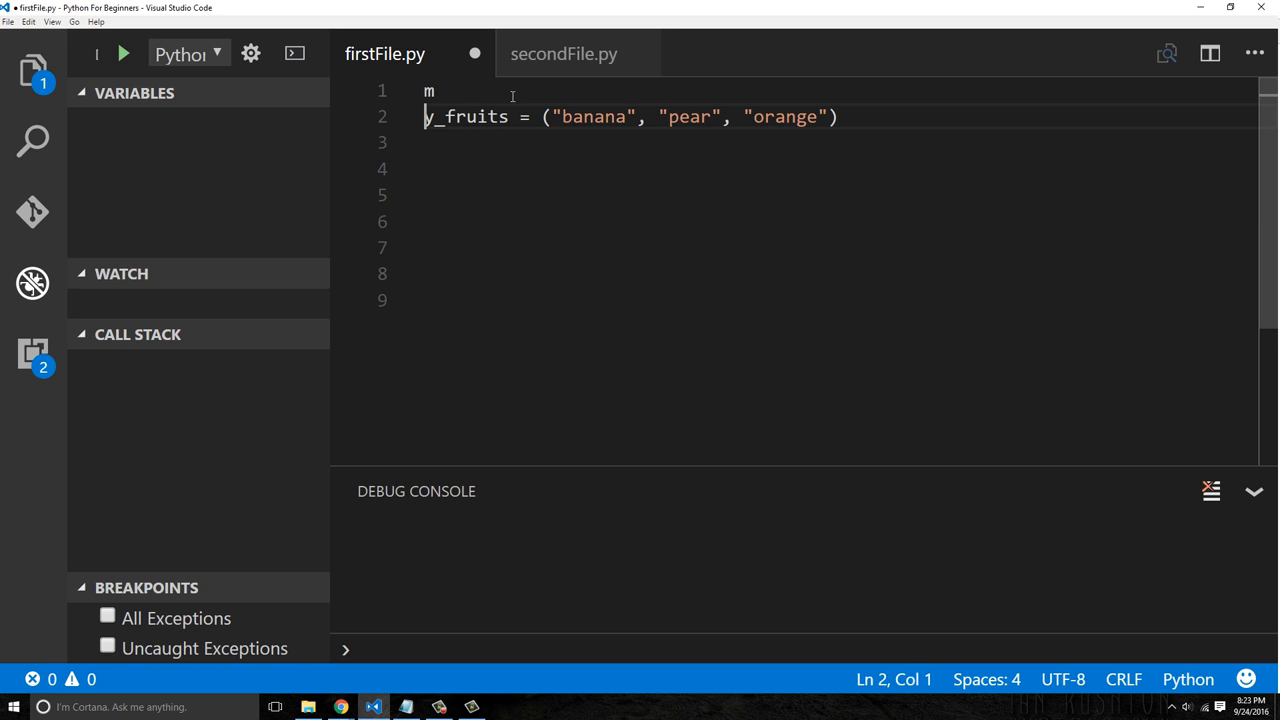 ● firstFile.py - Python For Beginners - Visual Studio Code
File Edit View Go Help
Python
firstFile.py
secondFile.py
1
VARIABLES
1 m
2 y_fruits = ("banana", "pear", "orange")
3
4
5
6
7
8
9
WATCH
CALL STACK
2
DEBUG CONSOLE
BREAKPOINTS
All Exceptions
Uncaught Exceptions
0 0
Ln 2, Col 1
Spaces: 4
UTF-8
CRLF
Python
I'm Cortana. Ask me anything.
8:23 PM
9/24/2016